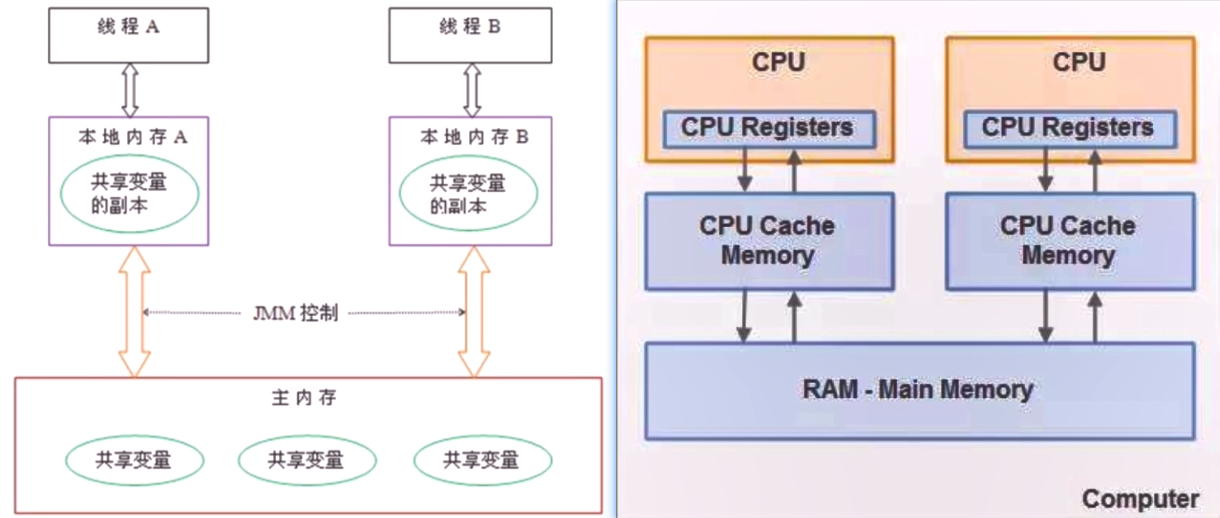 线程 A
线程 B
本地内存 A
共享变量
的副本
本地内存 B
共享变量
的副本
JMM 控制
主内存
共享变量
共享变量
共享变量
CPU
CPU Registers
CPU
CPU Registers
CPU Cache
Memory
CPU Cache
Memory
RAM - Main Memory
Computer